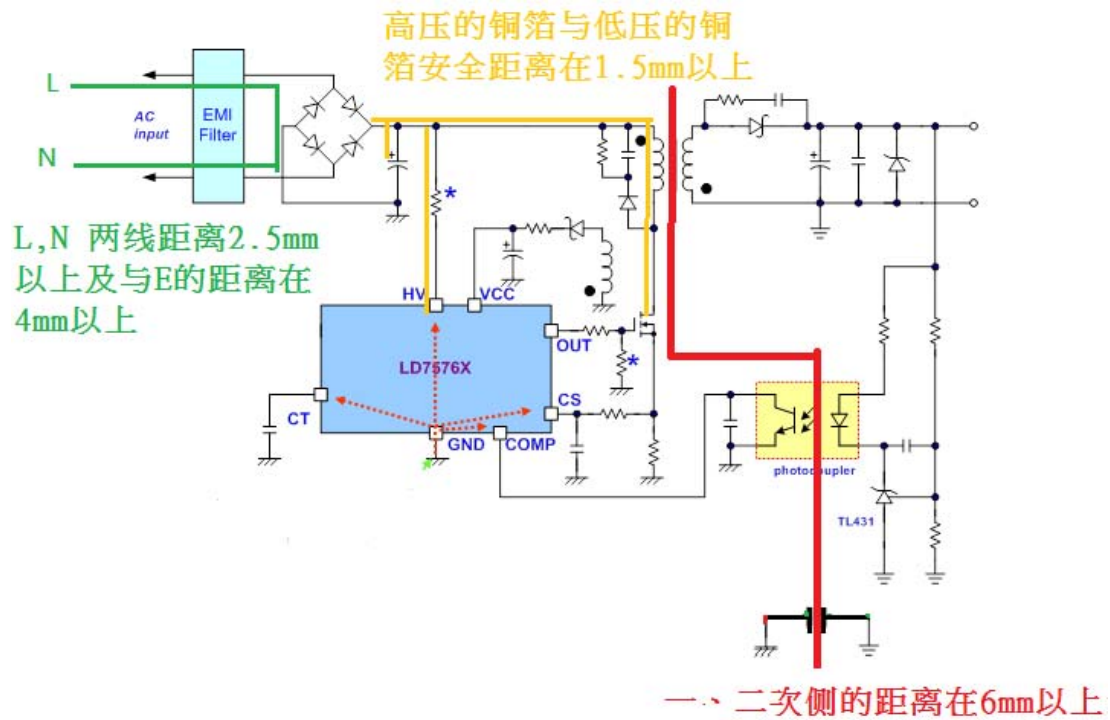 高压的铜箔与低压的铜
箔安全距离在1.5mm以上
L
AC
input
EMI
Filter
N
L,N 两线距离2.5mm
以上及与E的距离在
4mm以上
+
+
+
*
*
HV
VCC
OUT
LD7576X
CS
CT
GND
COMP
photocoupler
TL431
一、二次侧的距离在6mm以上